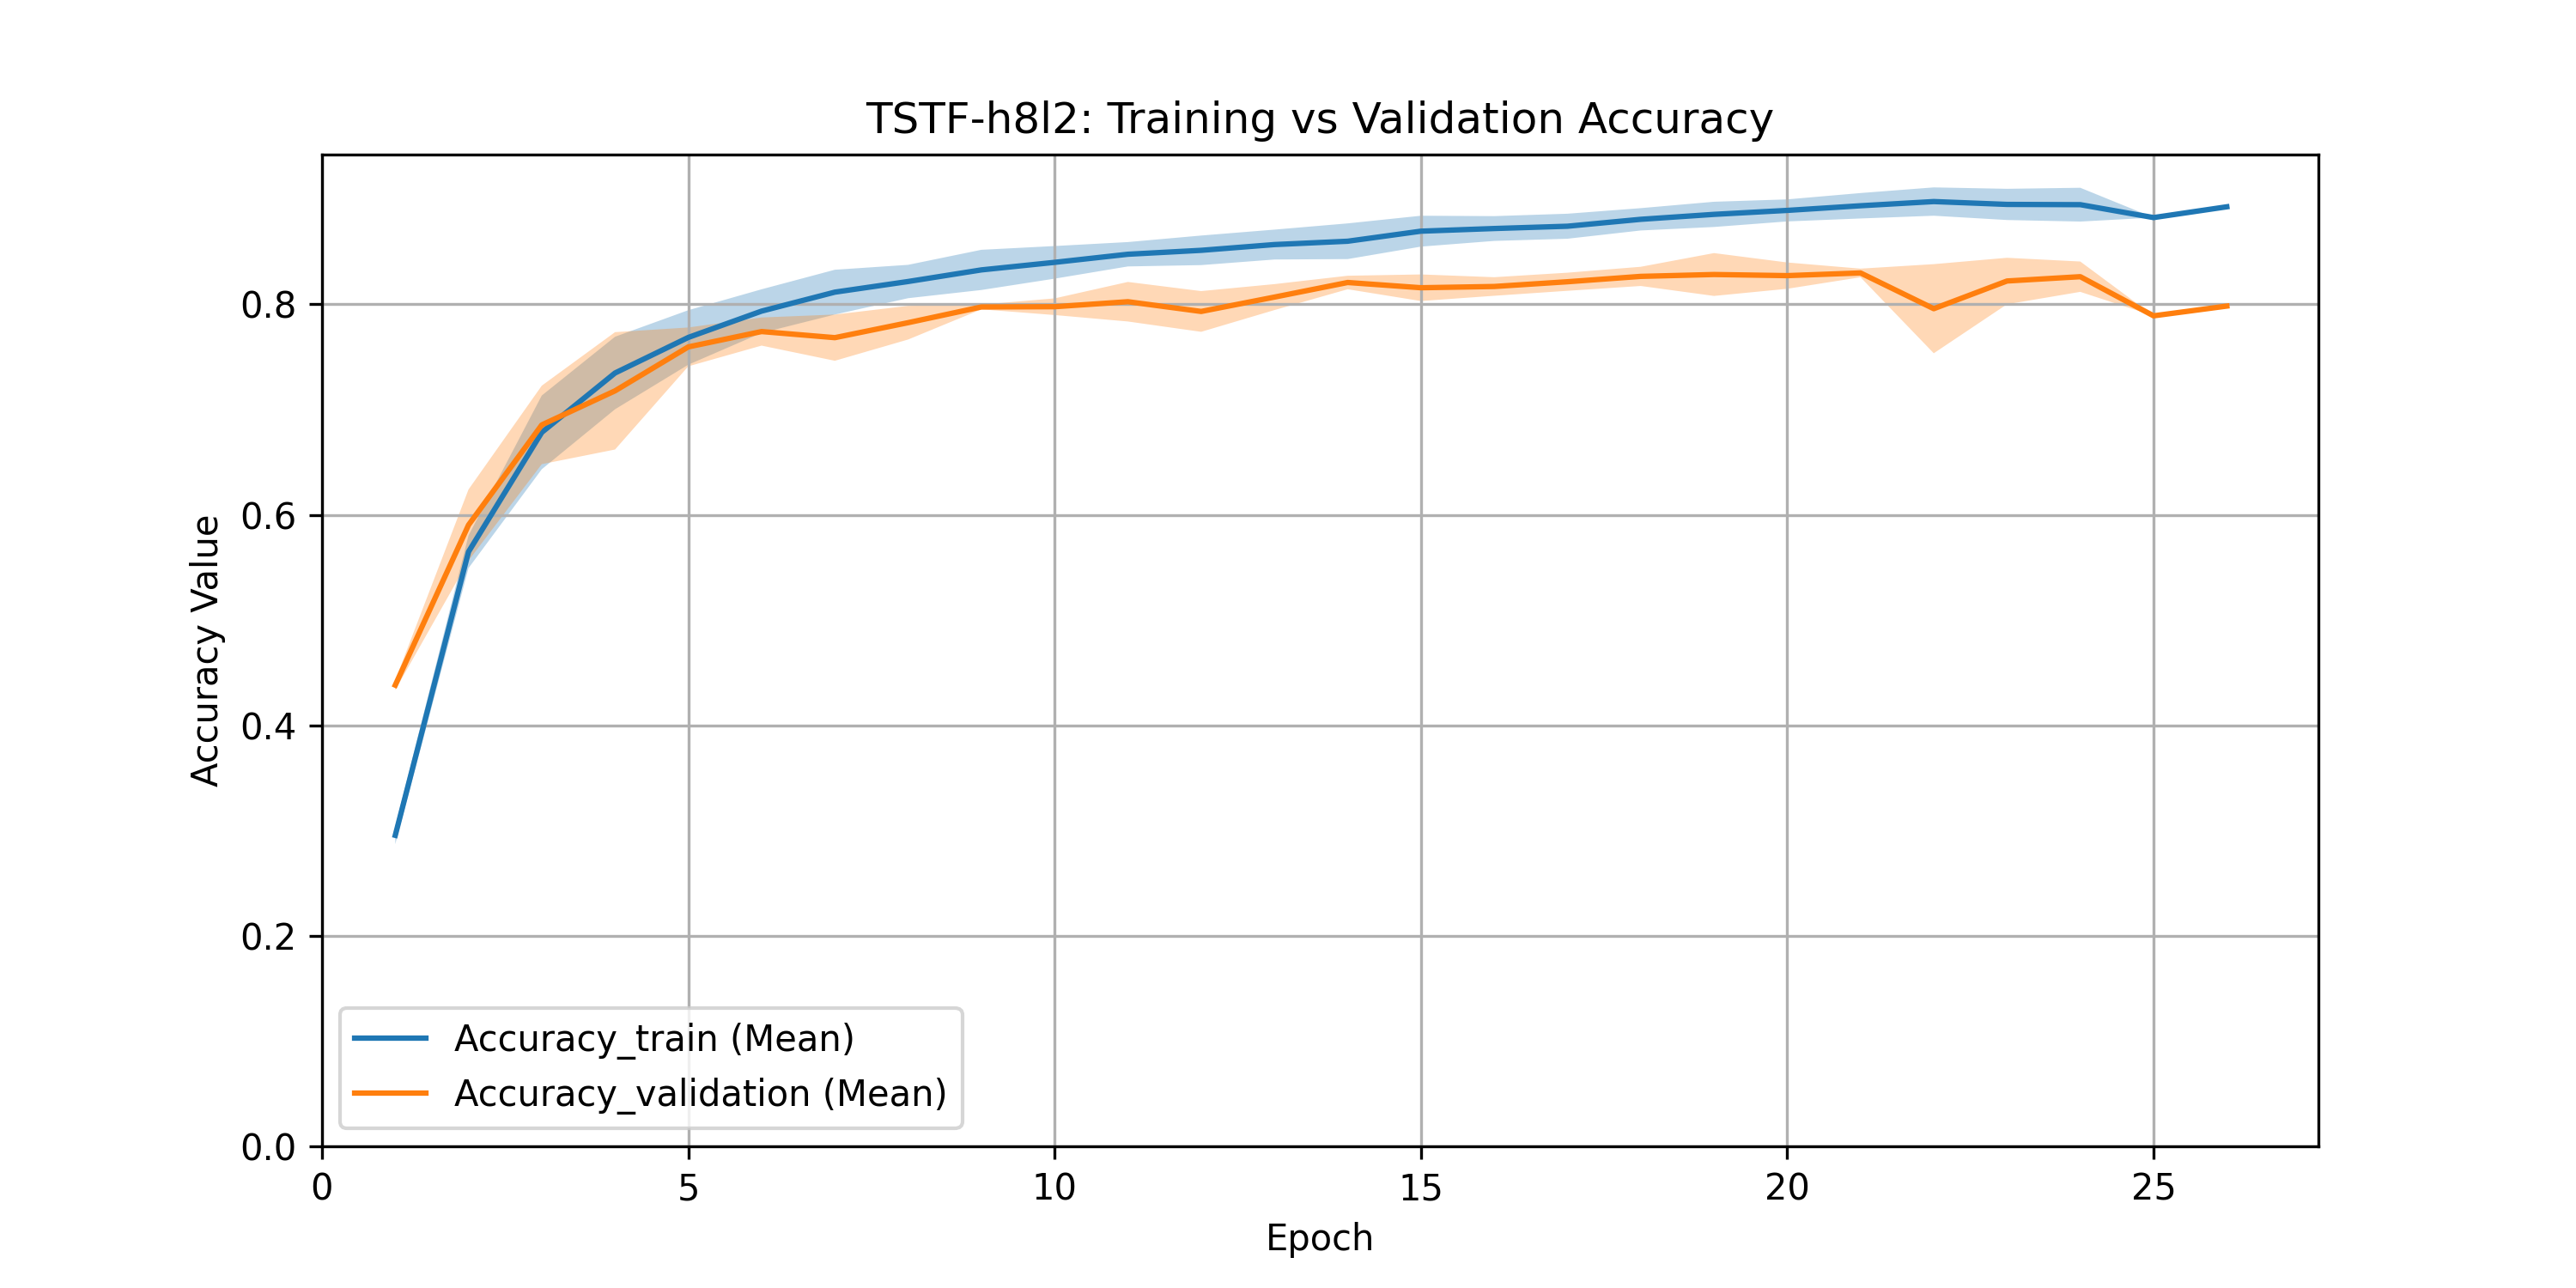 TSTF-h8l2: Training vs Validation Accuracy
Accuracy Value
0.8
0.6
0.4
0.2
0.0
Accuracy_train (Mean)
Accuracy_validation (Mean)
0 5 10 15 20 25
Epoch